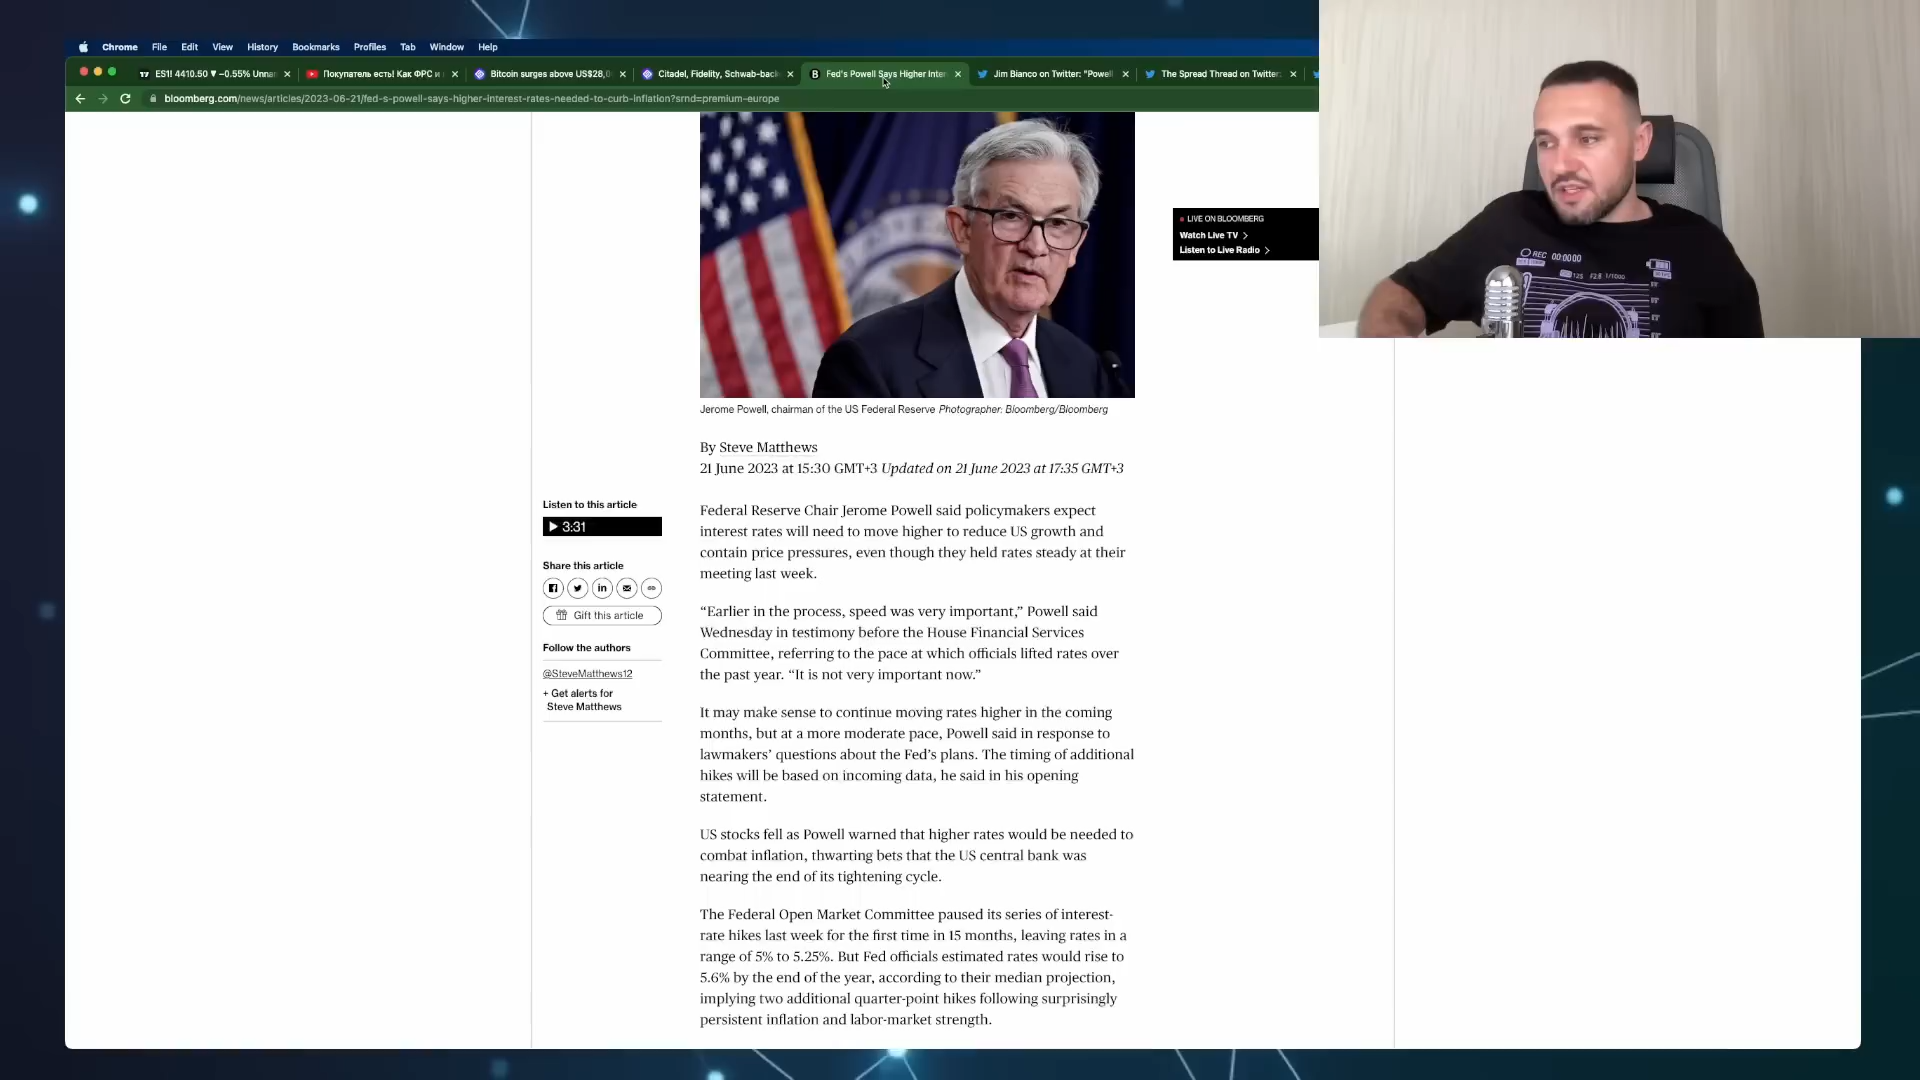 Chrome File Edit View History Bookmarks Profiles Tab Window Help
ES1! 4410.50 ▼ −0.55% Unna
Покупатель есть! Как ФРС и
Bitcoin surges above US$28,
Citadel, Fidelity, Schwab-back
Fed's Powell Says Higher Inter
Jim Bianco on Twitter: "Powell
The Spread Thread on Twitter:
bloomberg.com/news/articles/2023-06-21/fed-s-powell-says-higher-interest-rates-needed-to-curb-inflation?srnd=premium-europe
LIVE ON BLOOMBERG
Watch Live TV >
Listen to Live Radio >
REC 00:00:00
125 F2.8 1/1000
Jerome Powell, chairman of the US Federal Reserve Photographer: Bloomberg/Bloomberg
By Steve Matthews
21 June 2023 at 15:30 GMT+3 Updated on 21 June 2023 at 17:35 GMT+3
Listen to this article
3:31
Share this article
Gift this article
Follow the authors
@SteveMatthews12
+ Get alerts for
Steve Matthews
Federal Reserve Chair Jerome Powell said policymakers expect
interest rates will need to move higher to reduce US growth and
contain price pressures, even though they held rates steady at their
meeting last week.
“Earlier in the process, speed was very important,” Powell said
Wednesday in testimony before the House Financial Services
Committee, referring to the pace at which officials lifted rates over
the past year. “It is not very important now.”
It may make sense to continue moving rates higher in the coming
months, but at a more moderate pace, Powell said in response to
lawmakers’ questions about the Fed’s plans. The timing of additional
hikes will be based on incoming data, he said in his opening
statement.
US stocks fell as Powell warned that higher rates would be needed to
combat inflation, thwarting bets that the US central bank was
nearing the end of its tightening cycle.
The Federal Open Market Committee paused its series of interest-
rate hikes last week for the first time in 15 months, leaving rates in a
range of 5% to 5.25%. But Fed officials estimated rates would rise to
5.6% by the end of the year, according to their median projection,
implying two additional quarter-point hikes following surprisingly
persistent inflation and labor-market strength.